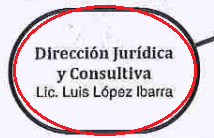 Dirección Jurídica
y Consultiva
Lic. Luis López Ibarra